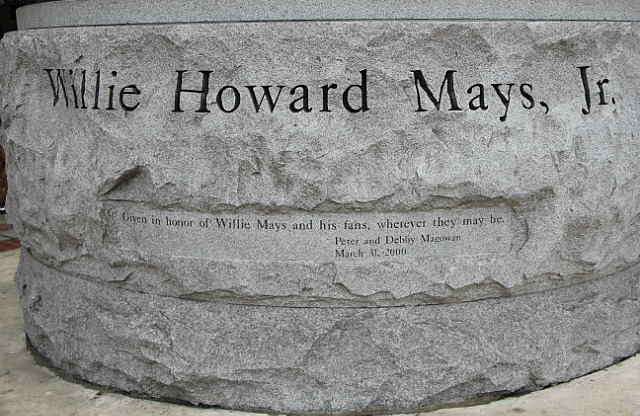 Willie Howard Mays, Jr.
Given in honor of Willie Mays and his fans, wherever they may be.
Peter and Debby Magowan
March 31, 2000